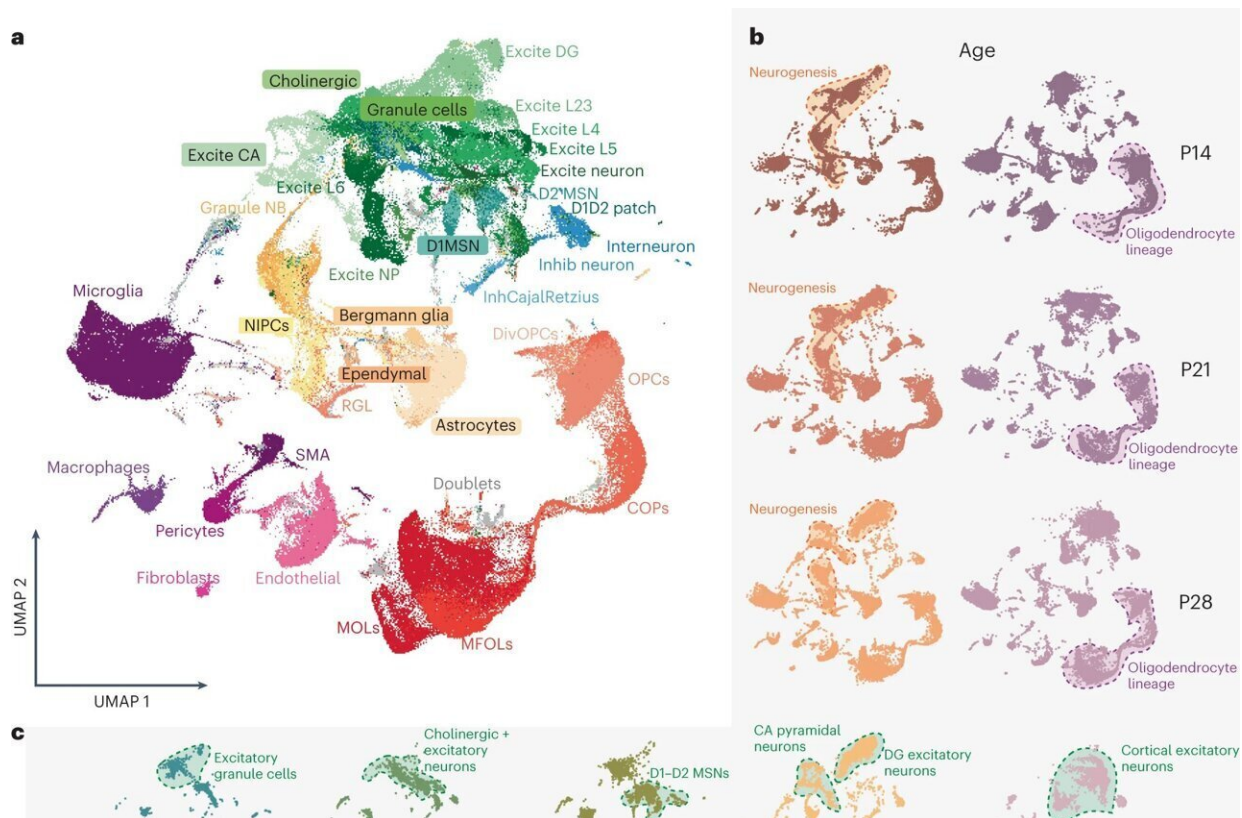 a
Excite DG
Cholinergic
Granule cells
Excite L23
Excite L4
Excite L5
Excite CA
Excite neuron
Excite L6
D2 MSN
Granule NB
D1D2 patch
D1MSN
Interneuron
Inhib neuron
Excite NP
InhCajalRetzius
Microglia
Bergmann glia
NIPCs
DivOPCs
OPCs
Ependymal
RGL
Astrocytes
SMA
Macrophages
Doublets
COPs
Pericytes
Fibroblasts
Endothelial
MOLs
MFOLs
UMAP 2
UMAP 1
b
Age
Neurogenesis
P14
Oligodendrocyte
lineage
Neurogenesis
P21
Oligodendrocyte
lineage
Neurogenesis
P28
Oligodendrocyte
lineage
c
Excitatory
granule cells
Cholinergic +
excitatory
neurons
D1–D2 MSNs
CA pyramidal
neurons
DG excitatory
neurons
Cortical excitatory
neurons